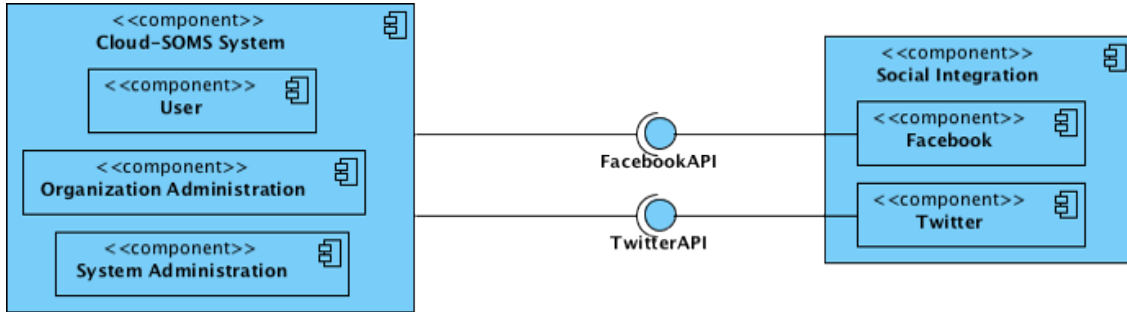 <<component>>
Cloud-SOMS System
<<component>>
User
<<component>>
Organization Administration
<<component>>
System Administration
FacebookAPI
TwitterAPI
<<component>>
Social Integration
<<component>>
Facebook
<<component>>
Twitter